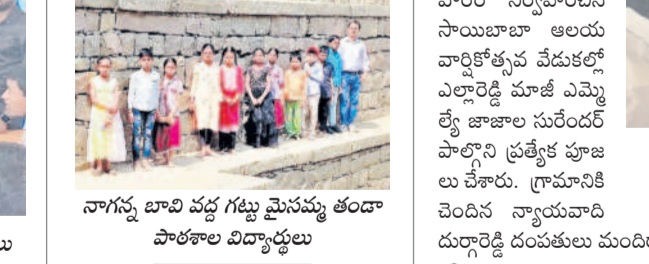 నాగన్న బావి వద్ద గట్టు మైసమ్మ తండా
పాఠశాల విద్యార్థులు
సాయిబాబా ఆలయ
వార్షికోత్సవ వేడుకల్లో
ఎల్లారెడ్డి మాజీ ఎమ్మె
ల్యే జాజాల సురేందర్
పాల్గొని ప్రత్యేక పూజ
లు చేశారు. గ్రామానికి
చెందిన న్యాయవాది
దుర్గారెడ్డి దంపతులు